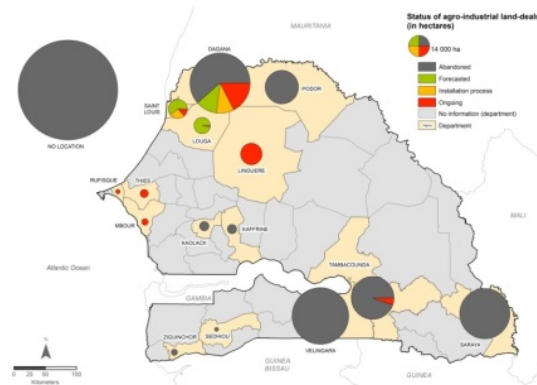 Status of agro-industrial land-deals
(in hectares)
14 000 ha
Abandoned
Forecasted
Installation process
Ongoing
No information (department)
Department
MAURITANIA
DAGANA
PODOR
SAINT
LOUIS
LOUGA
NO LOCATION
LINGUERE
RUFISQUE
THIES
MBOUR
KAOLACK
KAFFRINE
MALI
TAMBACOUNDA
Atlantic Ocean
GAMBIA
ZIGUINCHOR
SEDHIOU
VELINGARA
SARAYA
GUINEA
BISSAU
GUINEA
0 50 100
Kilometers